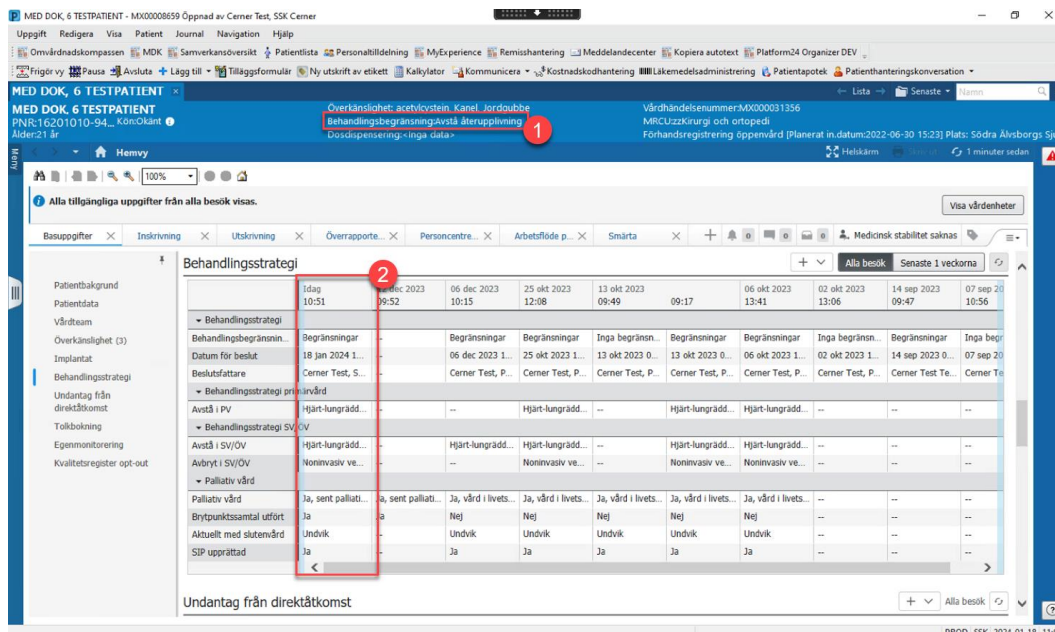 MED DOK, 6 TESTPATIENT - MX00008659 Öppnad av Cerner Test, SSK Cerner
Uppgift Redigera Visa Patient Journal Navigation Hjälp
Omvårdnadskompassen MDK Samverkansöversikt Patientlista Personaltilldelning MyExperience Remisshantering Meddelandecenter Kopiera autotext Platform24 Organizer DEV
Frigör vy Pausa Avsluta Lägg till Tilläggsformulär Ny utskrift av etikett Kalkylator Kommunicera Kostnadskodhantering Läkemedelsadministrering Patientapotek Patienthanteringskonversation
MED DOK, 6 TESTPATIENT Lista Senaste Namn
MED DOK, 6 TESTPATIENT Överkänslighet: acetylcystein, Kanel, Jordgubbe Vårdhändelsenummer:MX000031356
PNR:16201010-94... Kön:Okänt Behandlingsbegränsning:Avstå återupplivning 1 MRCU:zzKirurgi och ortopedi
Ålder:21 år Dosdispensering:<Inga data> Förhandsregistrering öppenvård [Planerat in.datum:2022-06-30 15:23] Plats: Södra Älvsborgs Sj
Meny Hemvy Helskärm 1 minuter sedan
100%
Alla tillgängliga uppgifter från alla besök visas. Visa vårdenheter
Basuppgifter Inskrivning Utskrivning Överrapporte... Personcentre... Arbetsflöde p... Smärta 0 0 0 Medicinsk stabilitet saknas
Behandlingsstrategi 2 Alla besök Senaste 1 veckorna
Patientbakgrund
Patientdata
Vårdteam
Överkänslighet (3)
Implantat
Behandlingsstrategi
Undantag från
direktåtkomst
Tolkbokning
Egenmonitorering
Kvalitetsregister opt-out
Idag dec 2023 06 dec 2023 25 okt 2023 13 okt 2023 06 okt 2023 02 okt 2023 14 sep 2023 07 sep 20
10:51 09:52 10:15 12:08 09:49 09:17 13:41 13:06 09:47 10:56
Behandlingsstrategi
Behandlingsbegränsnin... Begränsningar -- Begränsningar Begränsningar Inga begränsn... Begränsningar Begränsningar Inga begränsn... Begränsningar Inga begr
Datum för beslut 18 jan 2024 1... -- 06 dec 2023 1... 25 okt 2023 1... 13 okt 2023 0... 13 okt 2023 0... 06 okt 2023 1... 02 okt 2023 1... 14 sep 2023 0... 07 sep 20
Beslutsfattare Cerner Test, S... -- Cerner Test, P... Cerner Test, P... Cerner Test, P... Cerner Test, P... Cerner Test, P... Cerner Test, P... Cerner Test Te... Cerner Te
Behandlingsstrategi primärvård
Avstå i PV Hjärt-lungrädd... -- -- Hjärt-lungrädd... -- Hjärt-lungrädd... Hjärt-lungrädd... -- -- --
Behandlingsstrategi SV/ÖV
Avstå i SV/ÖV Hjärt-lungrädd... -- Hjärt-lungrädd... Hjärt-lungrädd... -- Hjärt-lungrädd... Hjärt-lungrädd... -- -- --
Avbryt i SV/ÖV Noninvasiv ve... -- -- Noninvasiv ve... -- Noninvasiv ve... Noninvasiv ve... -- -- --
Palliativ vård
Palliativ vård Ja, sent palliati... Ja, sent palliati... Ja, vård i livets... Ja, vård i livets... Ja, vård i livets... Ja, vård i livets... Ja, vård i livets... -- -- --
Brytpunktssamtal utfört Ja Ja Nej Nej Nej Nej Nej -- -- --
Aktuellt med slutenvård Undvik -- Undvik Undvik Undvik Undvik Undvik -- -- --
SIP upprättad Ja -- Ja Ja Ja Ja Ja -- -- --
Undantag från direktåtkomst Alla besök